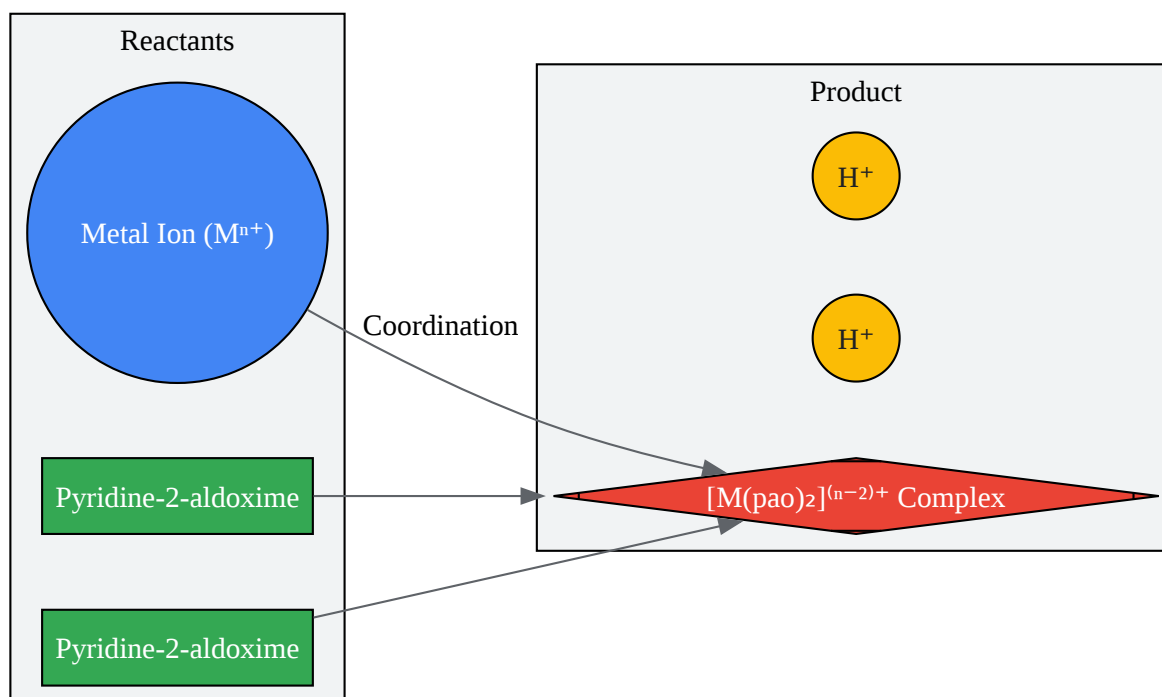 Reactants
Metal Ion (Mⁿ⁺)
Pyridine-2-aldoxime
Pyridine-2-aldoxime
Coordination
Product
H⁺
H⁺
[M(pao)₂]⁽ⁿ⁻²⁾⁺ Complex